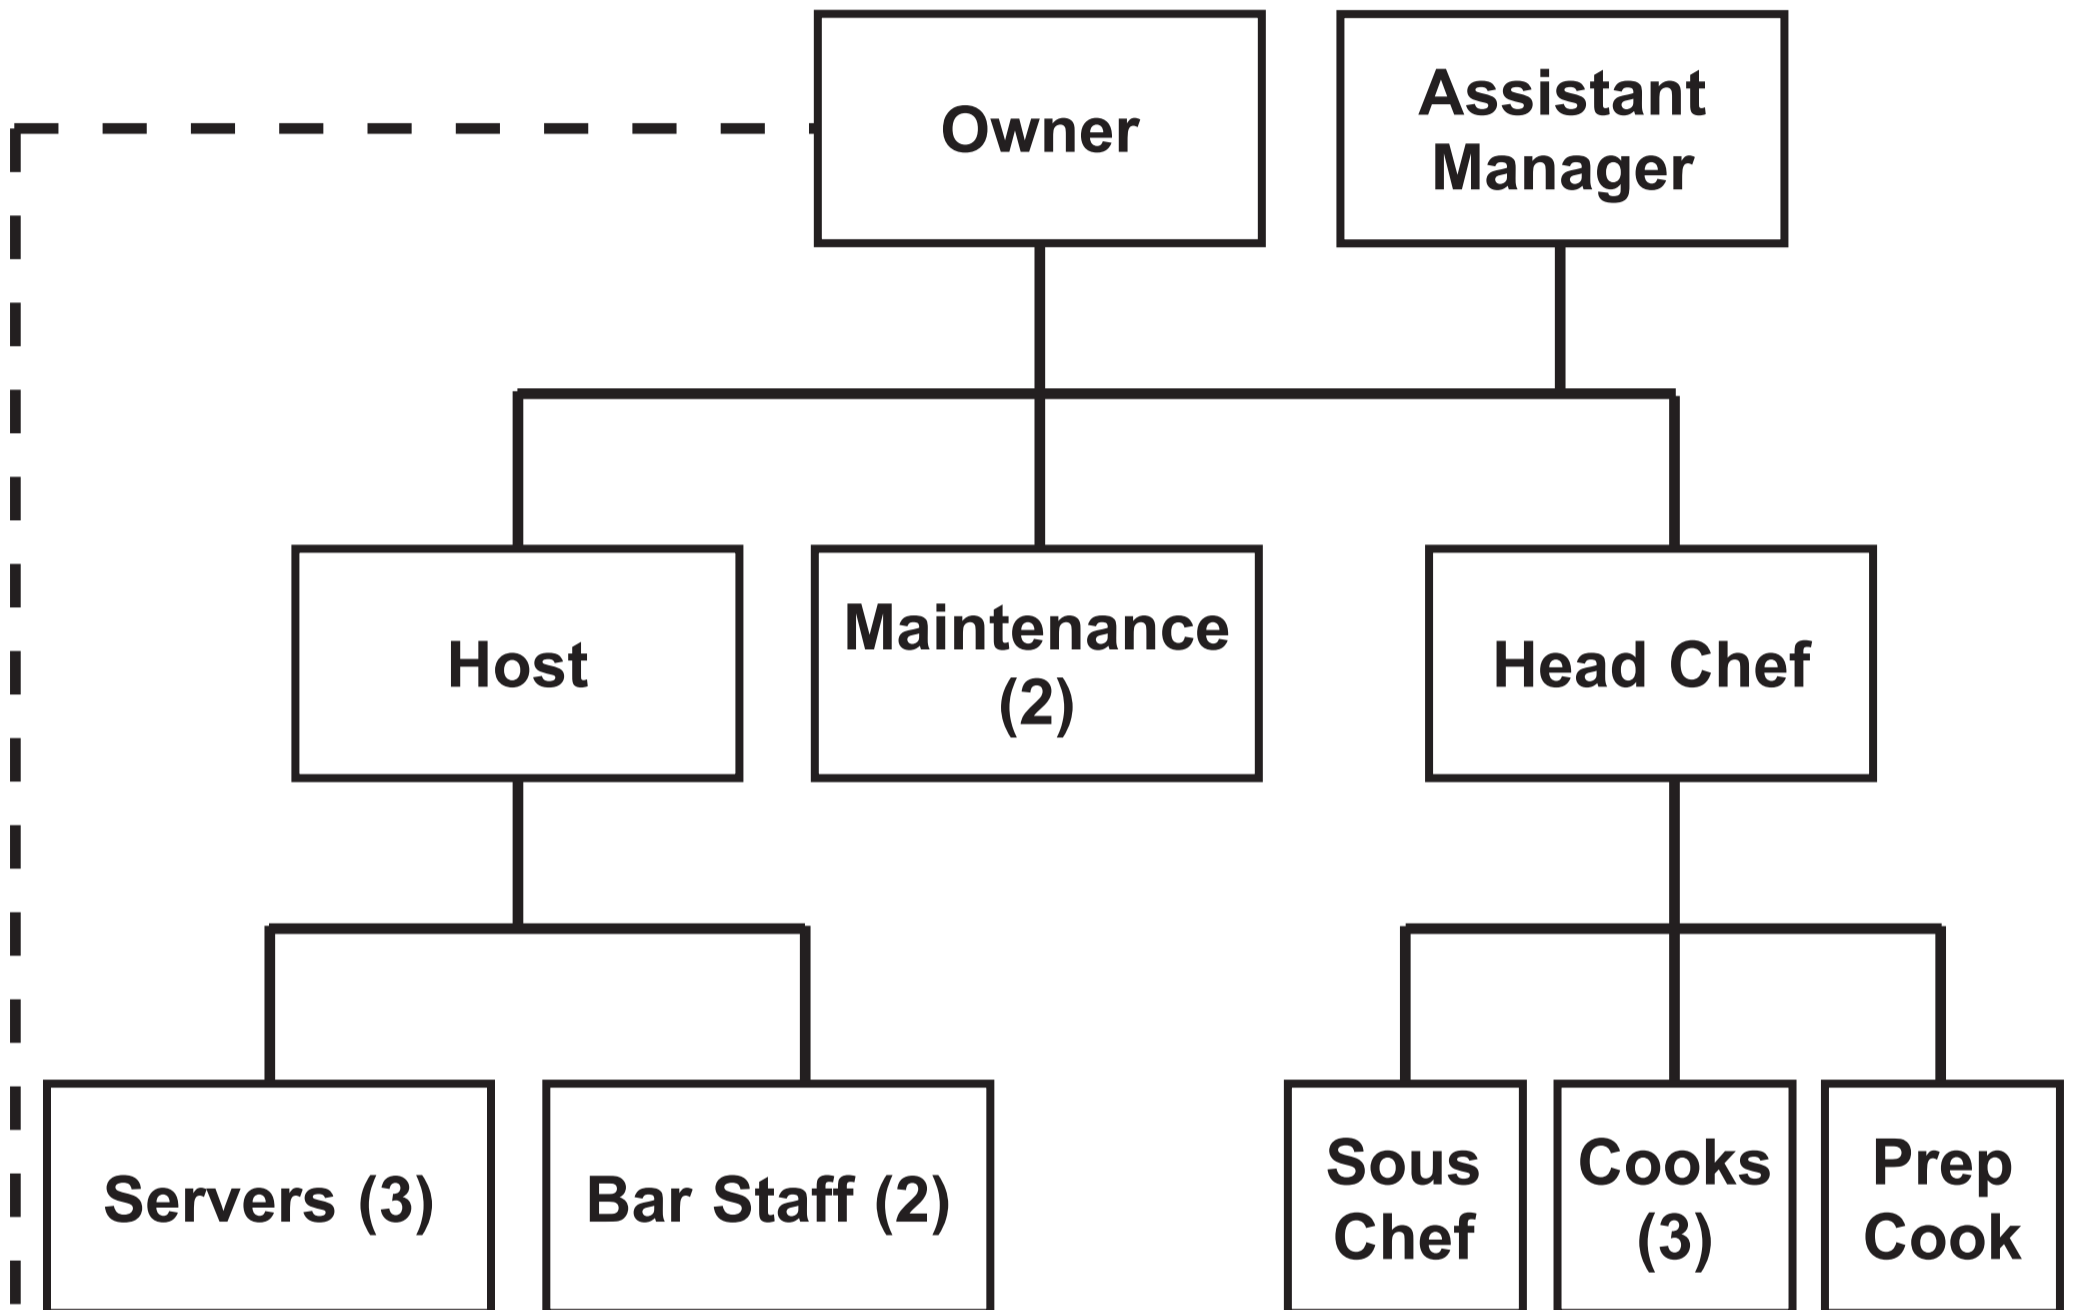 Owner
Assistant
Manager
Host
Maintenance
(2)
Head Chef
Servers (3)
Bar Staff (2)
Sous
Chef
Cooks
(3)
Prep
Cook